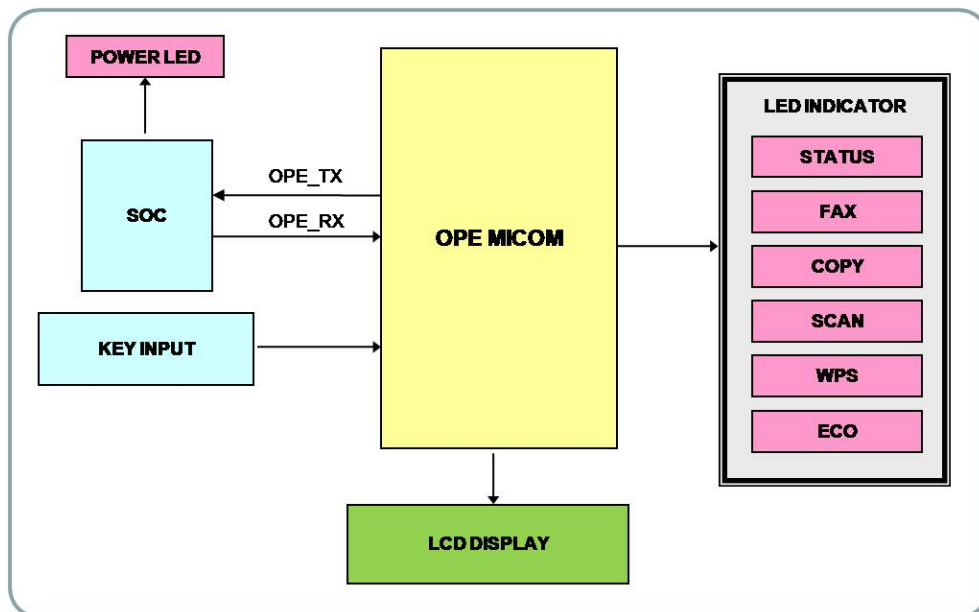 POWER LED
LED INDICATOR
STATUS
OPE_TX
SOC
FAX
OPE_RX
OPE MICOM
COPY
SCAN
KEY INPUT
WPS
ECO
LCD DISPLAY